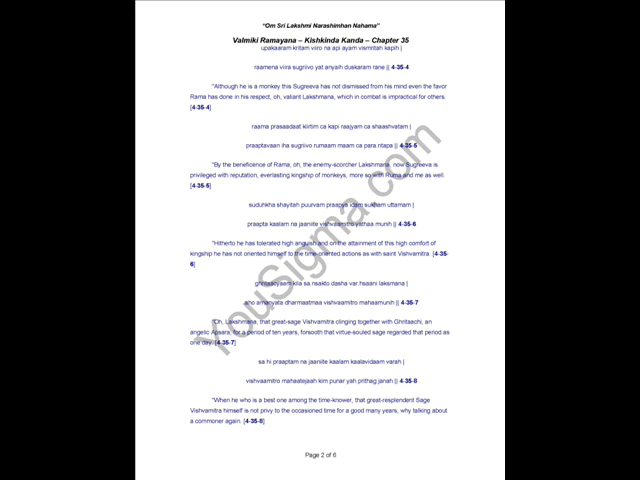 "Om Sri Lakshmi Narashimhan Nahama"
Valmiki Ramayana – Kishkinda Kanda – Chapter 35
upakaaram kritam viiro na api ayam vismritah kapih |
raamena viira sugriivo yat anyaih duskaram rane || 4-35-4
"Although he is a monkey this Sugreeva has not dismissed from his mind even the favor
Rama has done in his respect, oh, valiant Lakshmana, which in combat is impractical for others.
[4-35-4]
raama prasaadaat kiirtim ca kapi raajyam ca shaashvatam |
praaptavaan iha sugriivo rumaam maam ca para ntapa || 4-35-5
"By the beneficence of Rama, oh, the enemy-scorcher Lakshmana, now Sugreeva is
privileged with reputation, everlasting kingship of monkeys, more so with Ruma and me as well.
[4-35-5]
suduhkha shayitah puurvam praapya idam sukham uttamam |
praapta kaalam na jaaniite vishvaamitro yathaa munih || 4-35-6
"Hitherto he has tolerated high anguish and on the attainment of this high comfort of
kingship he has not oriented himself to the time-oriented actions as with saint Vishvamitra. [4-35-
6]
ghritaacyaam kila sa.nsakto dasha var.hsaani laksmana |
aho amanyata dharmaatmaa vishvaamitro mahaamunih || 4-35-7
"Oh, Lakshmana, that great-sage Vishvamitra clinging together with Ghritaachi, an
angelic Apsara, for a period of ten years, forsooth that virtue-souled sage regarded that period as
one day. [4-35-7]
sa hi praaptam na jaaniite kaalam kaalavidaam varah |
vishvaamitro mahaatejaah kim punar yah prithag janah || 4-35-8
"When he who is a best one among the time-knower, that great-resplendent Sage
Vishvamitra himself is not privy to the occasioned time for a good many years, why talking about
a commoner again. [4-35-8]
YouSigma.com
Page 2 of 6